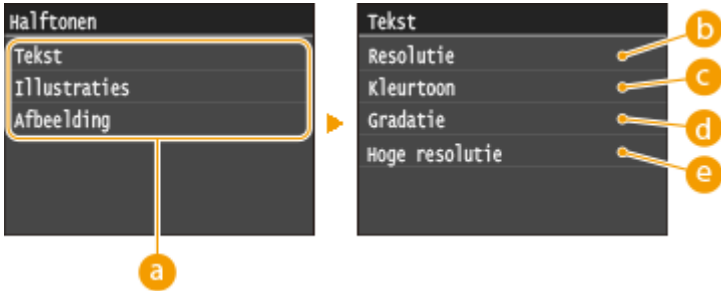 Halftonen
Tekst
Illustraties
Afbeelding
a
Tekst
Resolutie
Kleurtoon
Gradatie
Hoge resolutie
b
c
d
e